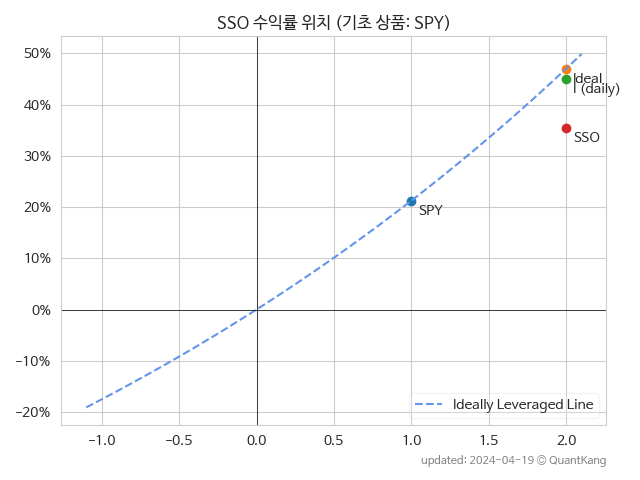 SSO 수익률 위치 (기초 상품: SPY)
50%
40%
30%
20%
10%
0%
−10%
−20%
Ideal
l (daily)
SSO
SPY
Ideally Leveraged Line
−1.0
−0.5
0.0
0.5
1.0
1.5
2.0
updated: 2024-04-19 © QuantKang